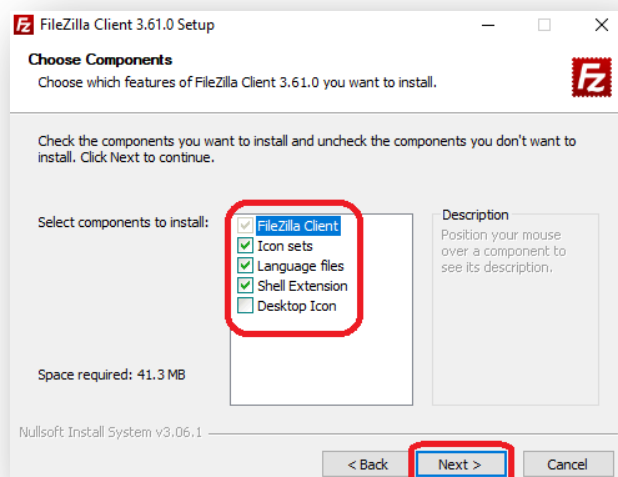 FileZilla Client 3.61.0 Setup
Choose Components
Choose which features of FileZilla Client 3.61.0 you want to install.
Fz
Check the components you want to install and uncheck the components you don't want to
install. Click Next to continue.
Select components to install:
FileZilla Client
Icon sets
Language files
Shell Extension
Desktop Icon
Description
Position your mouse
over a component to
see its description.
Space required: 41.3 MB
Nullsoft Install System v3.06.1
< Back
Next >
Cancel